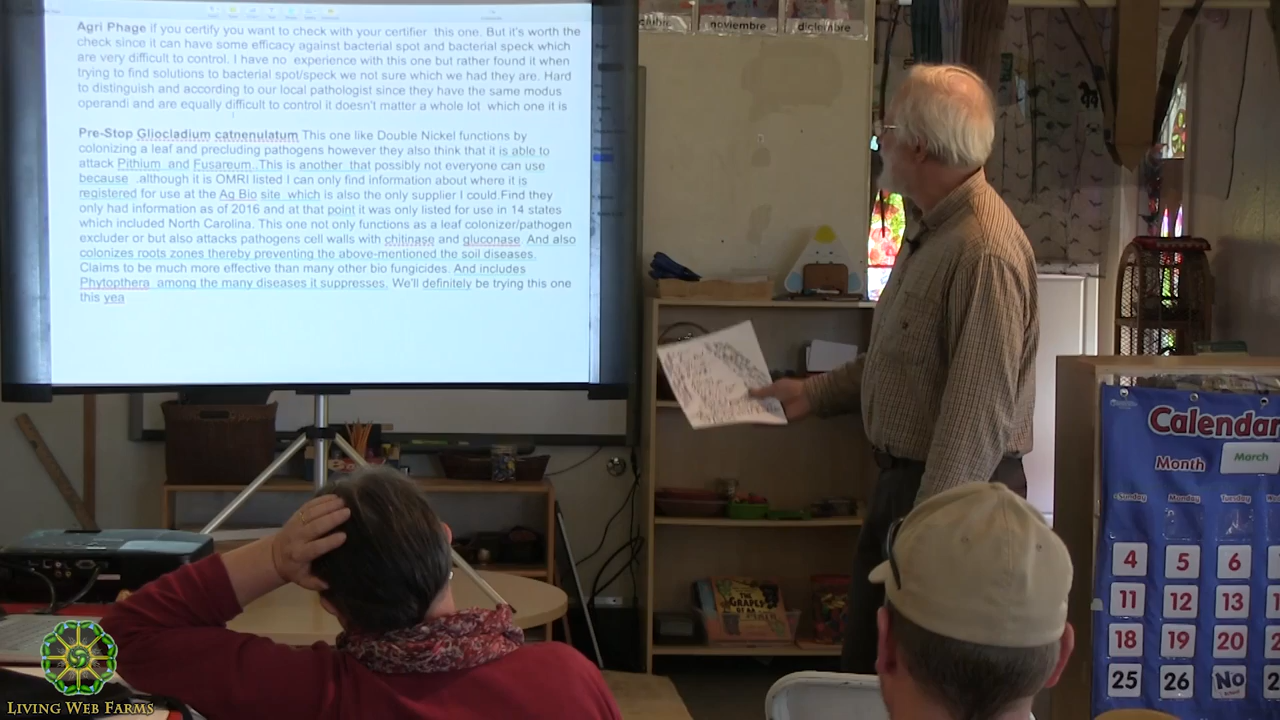 Agri Phage if you certify you want to check with your certifier this one. But it's worth the
check since it can have some efficacy against bacterial spot and bacterial speck which
are very difficult to control. I have no experience with this one but rather found it when
trying to find solutions to bacterial spot/speck we not sure which we had they are. Hard
to distinguish and according to our local pathologist since they have the same modus
operandi and are equally difficult to control it doesn't matter a whole lot which one it is
Pre-Stop Gliocladium catnenulatum This one like Double Nickel functions by
colonizing a leaf and precluding pathogens however they also think that it is able to
attack Pithium and Fusareum..This is another that possibly not everyone can use
because .although it is OMRI listed I can only find information about where it is
registered for use at the Ag Bio site which is also the only supplier I could.Find they
only had information as of 2016 and at that point it was only listed for use in 14 states
which included North Carolina. This one not only functions as a leaf colonizer/pathogen
excluder or but also attacks pathogens cell walls with chitinase and gluconase And also
colonizes roots zones thereby preventing the above-mentioned the soil diseases.
Claims to be much more effective than many other bio fungicides. And includes
Phytopthera among the many diseases it suppresses. We'll definitely be trying this one
this yea
noviembre
diciembre
THE
GRAPES
OF
MATH
Calendar
Month
March
Sunday Monday Tuesday
4 5 6
11 12 13
18 19 20
25 26 No
LIVING WEB FARMS